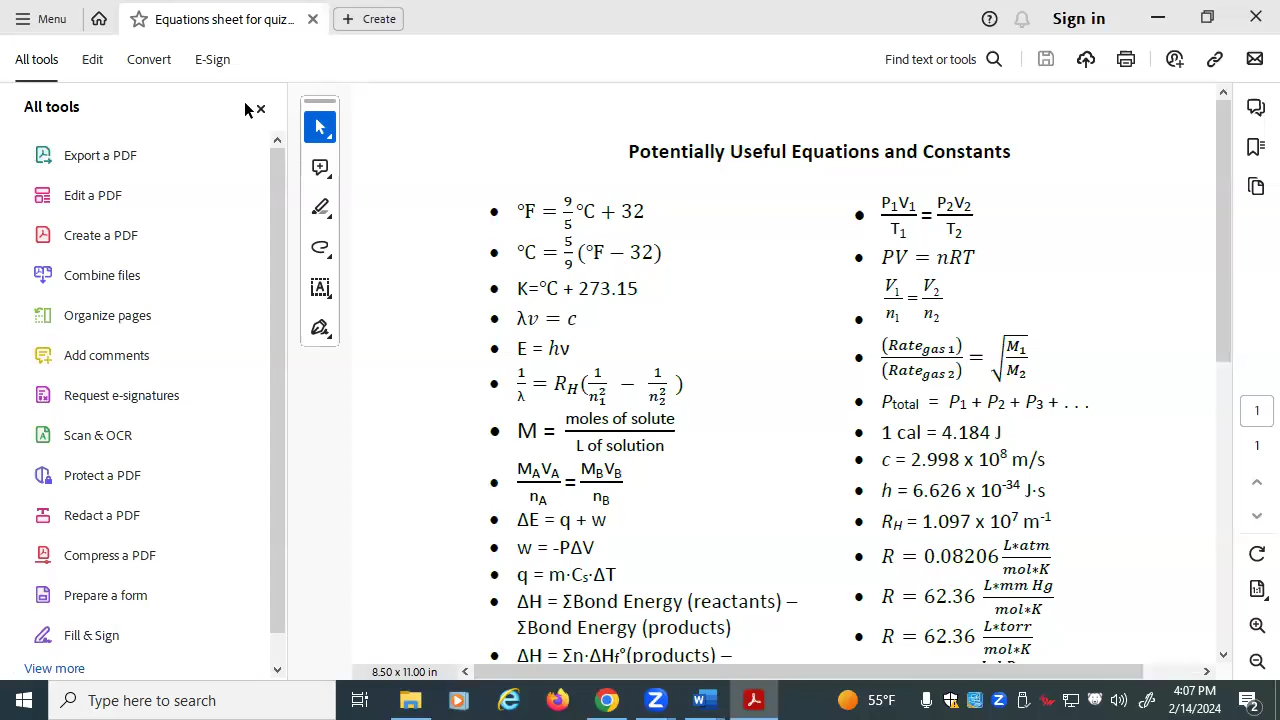 Menu
Equations sheet for quiz...
Create
Sign in
All tools
Edit
Convert
E-Sign
Find text or tools
All tools
Export a PDF
Edit a PDF
Create a PDF
Combine files
Organize pages
Add comments
Request e-signatures
Scan & OCR
Protect a PDF
Redact a PDF
Compress a PDF
Prepare a form
Fill & Sign
View more
Potentially Useful Equations and Constants
• °F = 9/5 °C + 32
• °C = 5/9 (°F − 32)
• K=°C + 273.15
• λv = c
• E = hν
• 1/λ = R_H(1/n₁² − 1/n₂²)
• M = moles of solute / L of solution
• M_AV_A/n_A = M_BV_B/n_B
• ΔE = q + w
• w = -PΔV
• q = m·Cₛ·ΔT
• ΔH = ΣBond Energy (reactants) –
ΣBond Energy (products)
• ΔH = Σn·ΔH_f°(products) –
• P₁V₁/T₁ = P₂V₂/T₂
• PV = nRT
• V₁/n₁ = V₂/n₂
• (Rate_gas 1)/(Rate_gas 2) = √(M₁/M₂)
• P_total = P₁ + P₂ + P₃ + . . .
• 1 cal = 4.184 J
• c = 2.998 x 10⁸ m/s
• h = 6.626 x 10⁻³⁴ J·s
• R_H = 1.097 x 10⁷ m⁻¹
• R = 0.08206 L∗atm/mol∗K
• R = 62.36 L∗mm Hg/mol∗K
• R = 62.36 L∗torr/mol∗K
1
1
8.50 x 11.00 in
Type here to search
55°F
4:07 PM
2/14/2024
2